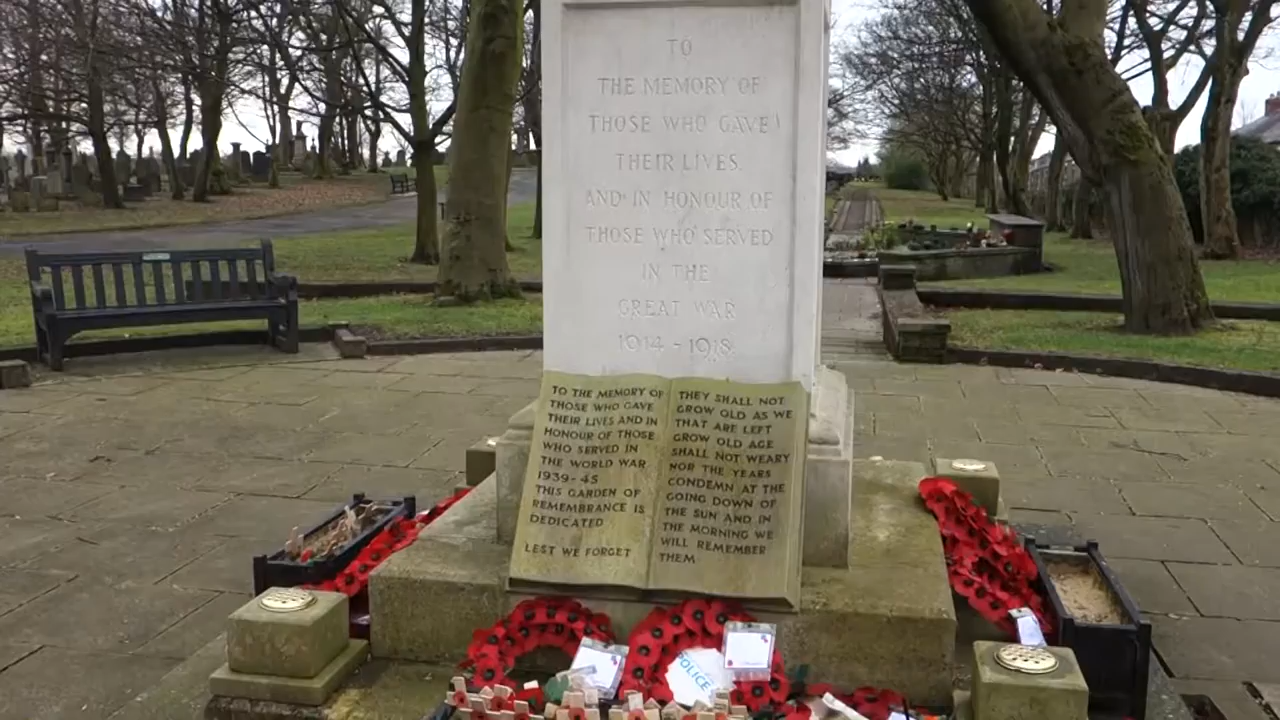 TO
THE MEMORY OF
THOSE WHO GAVE
THEIR LIVES
AND IN HONOUR OF
THOSE WHO SERVED
IN THE
GREAT WAR
1914 - 1918
TO THE MEMORY OF
THOSE WHO GAVE
THEIR LIVES AND IN
HONOUR OF THOSE
WHO SERVED IN
THE WORLD WAR
1939-45
THIS GARDEN OF
REMEMBRANCE IS
DEDICATED
LEST WE FORGET
THEY SHALL NOT
GROW OLD AS WE
THAT ARE LEFT
GROW OLD AGE
SHALL NOT WEARY
NOR THE YEARS
CONDEMN AT THE
GOING DOWN OF
THE SUN AND IN
THE MORNING WE
WILL REMEMBER
THEM
POLICE